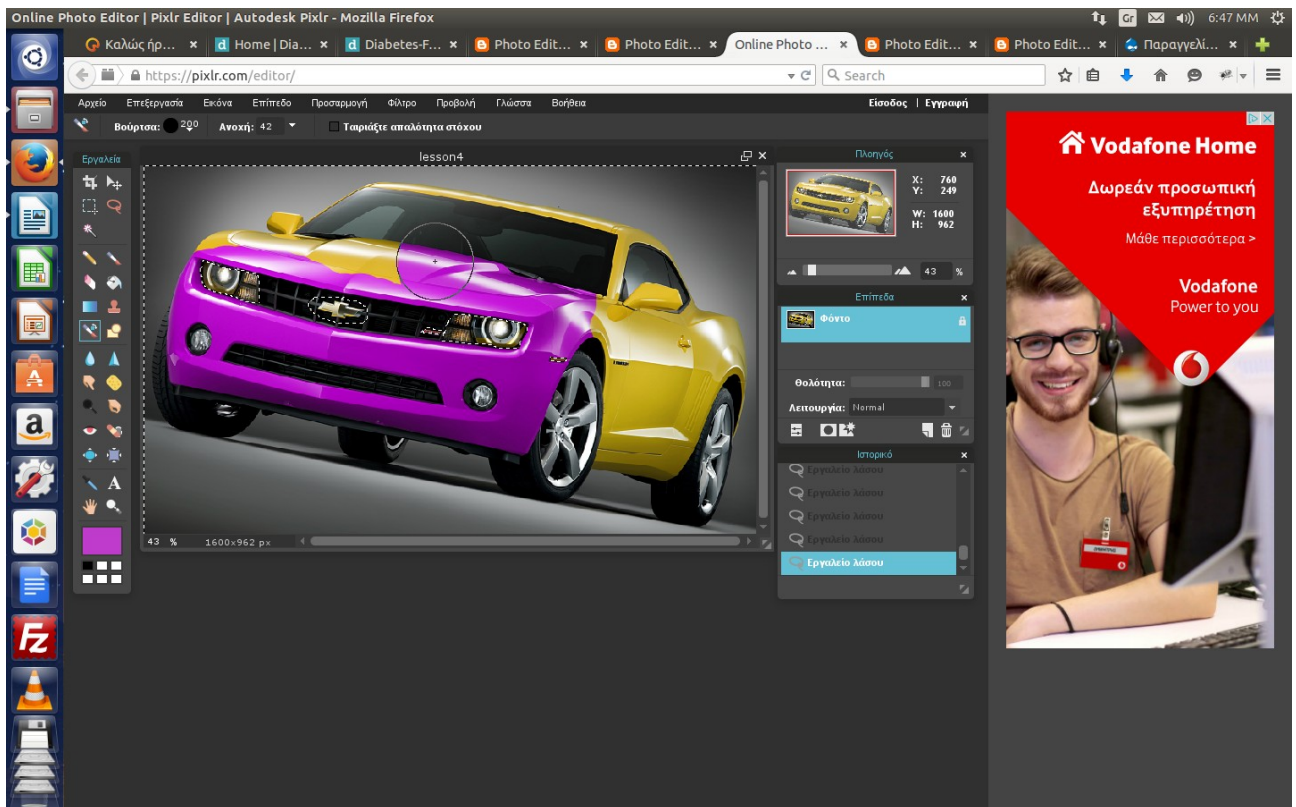 Online Photo Editor | Pixlr Editor | Autodesk Pixlr - Mozilla Firefox
Gr
6:47 MM
Καλώς ήρ...
Home | Dia...
Diabetes-F...
Photo Edit...
Photo Edit...
Online Photo ...
Photo Edit...
Photo Edit...
Παραγγελί...
https://pixlr.com/editor/
Search
Αρχείο Επεξεργασία Εικόνα Επίπεδο Προσαρμογή Φίλτρο Προβολή Γλώσσα Βοήθεια
Είσοδος | Εγγραφή
Βούρτσα: 200 Ανοχή: 42 Ταιριάξτε απαλότητα στόχου
Εργαλεία
lesson4
43 % 1600x962 px
Πλοηγός
X: 760
Y: 249
W: 1600
H: 962
43 %
Επίπεδα
Φόντο
Θολότητα: 100
Λειτουργία: Normal
Ιστορικό
Εργαλείο λάσου
Εργαλείο λάσου
Εργαλείο λάσου
Εργαλείο λάσου
Εργαλείο λάσου
Vodafone Home
Δωρεάν προσωπική
εξυπηρέτηση
Μάθε περισσότερα >
Vodafone
Power to you
A
a
A
Fz